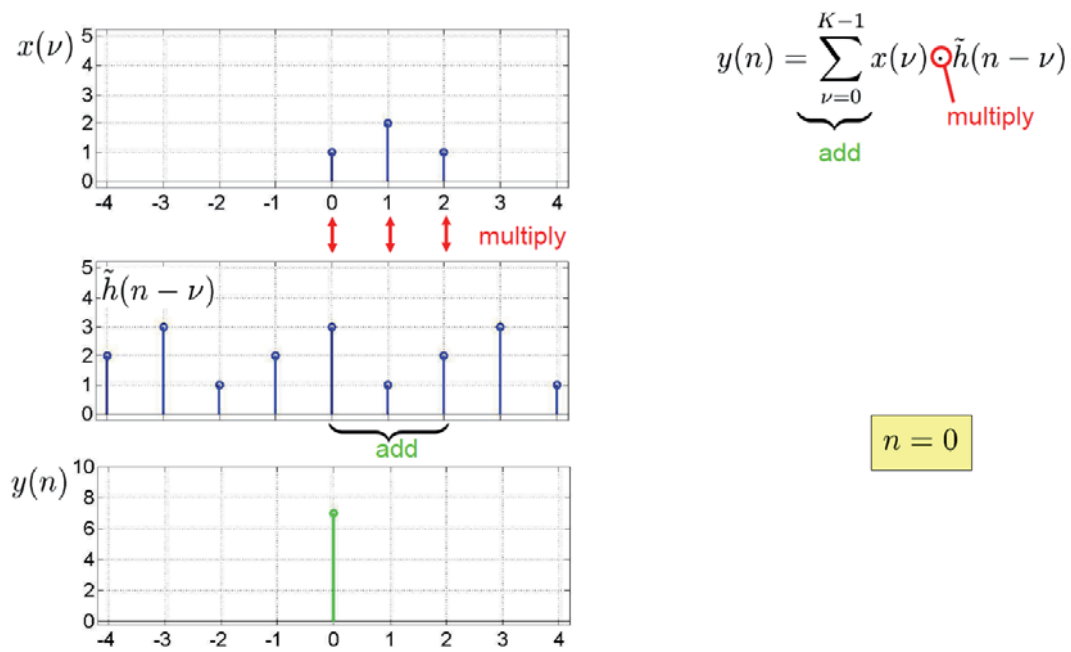 x(ν)
5
4
3
2
1
0
-4 -3 -2 -1 0 1 2 3 4
multiply
h̃(n − ν)
5
4
3
2
1
0
add
y(n)
10
8
6
4
2
0
-4 -3 -2 -1 0 1 2 3 4
y(n) = ∑_{ν=0}^{K−1} x(ν) · h̃(n − ν)
multiply
add
n = 0